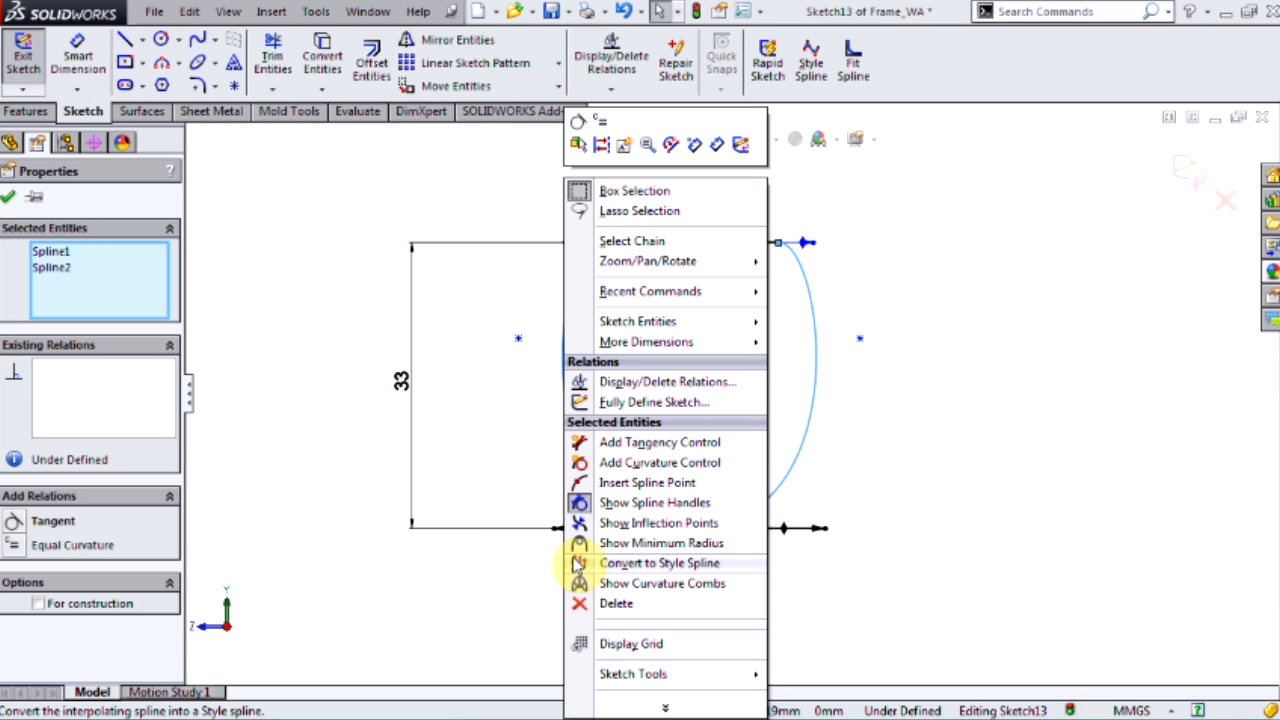 SOLIDWORKS File Edit View Insert Tools Window Help Sketch13 of Frame_WA * Search Commands
Exit Sketch
Smart Dimension
Trim Entities
Convert Entities
Offset Entities
Mirror Entities
Linear Sketch Pattern
Move Entities
Display/Delete Relations
Repair Sketch
Quick Snaps
Rapid Sketch
Style Spline
Fit Spline
Features Sketch Surfaces Sheet Metal Mold Tools Evaluate DimXpert
Properties ?
Selected Entities
Spline1
Spline2
Existing Relations
Under Defined
Add Relations
Tangent
Equal Curvature
Options
For construction
33
Y
Z
Box Selection
Lasso Selection
Select Chain
Zoom/Pan/Rotate
Recent Commands
Sketch Entities
More Dimensions
Relations
Display/Delete Relations...
Fully Define Sketch...
Selected Entities
Add Tangency Control
Add Curvature Control
Insert Spline Point
Show Spline Handles
Show Inflection Points
Show Minimum Radius
Convert to Style Spline
Show Curvature Combs
Delete
Display Grid
Sketch Tools
Model Motion Study 1
Convert the interpolating spline into a Style spline. 0mm Under Defined Editing Sketch13 MMGS